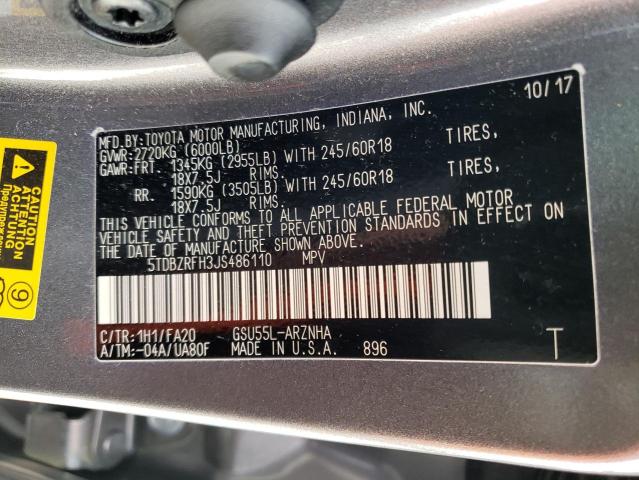 10/17
MFD.BY:TOYOTA MOTOR MANUFACTURING, INDIANA, INC.
GVWR:2720KG (6000LB)
GAWR:FRT. 1345KG (2955LB) WITH 245/60R18 TIRES,
18X7.5J RIMS.
RR. 1590KG (3505LB) WITH 245/60R18 TIRES,
18X7.5J RIMS.
THIS VEHICLE CONFORMS TO ALL APPLICABLE FEDERAL MOTOR
VEHICLE SAFETY AND THEFT PREVENTION STANDARDS IN EFFECT ON
THE DATE OF MANUFACTURE SHOWN ABOVE.
5TDBZRFH3JS486110 MPV
C/TR:1H1/FA20 GSU55L-ARZNHA
A/TM:-04A/UA80F MADE IN U.S.A. 896 T
CAUTION
9